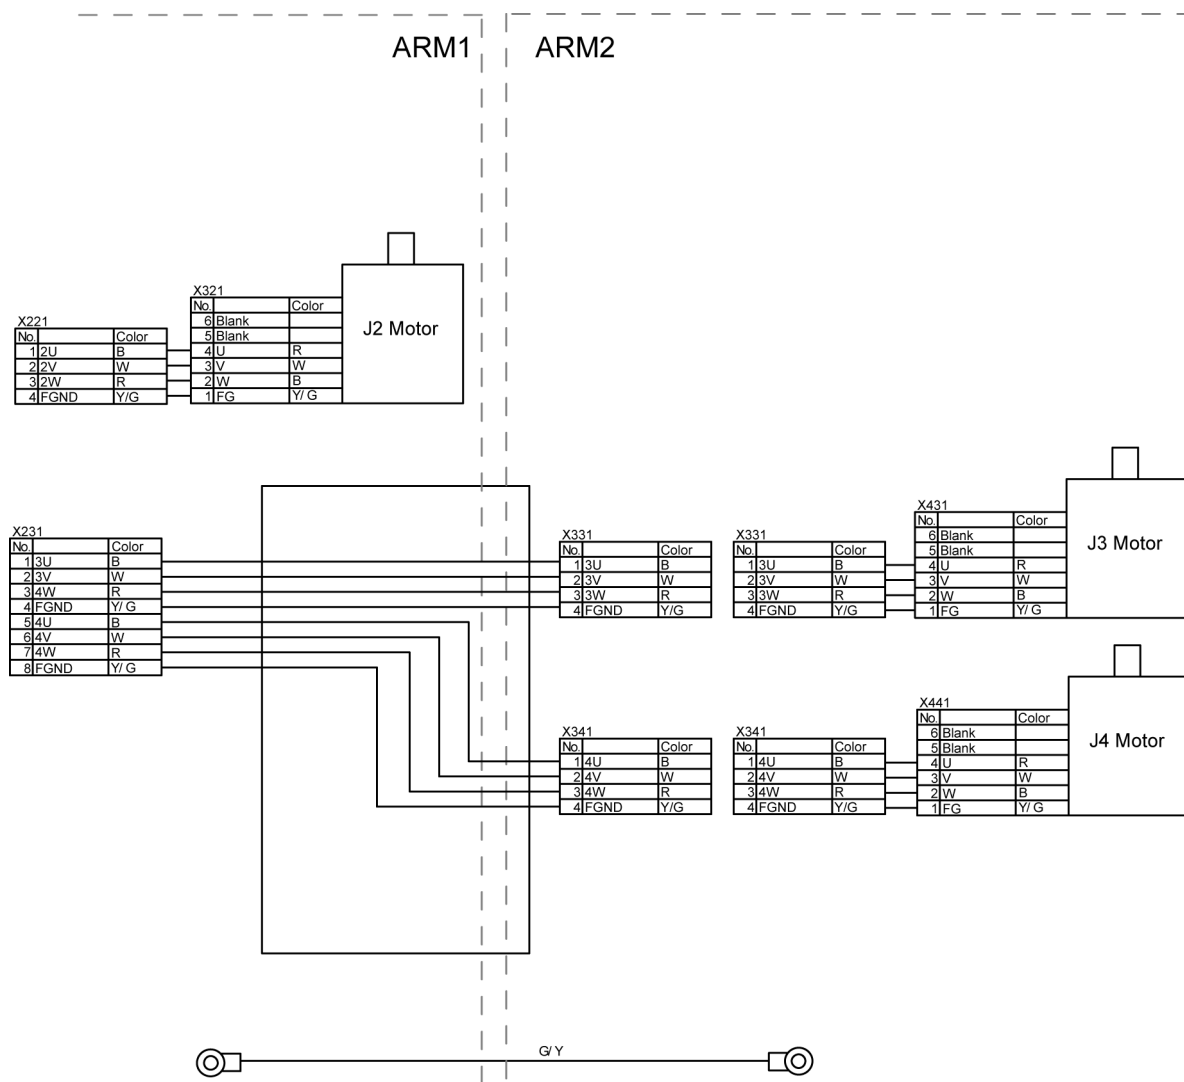 ARM1
ARM2
X321
No. Color
6 Blank
5 Blank
4 U R
3 V W
2 W B
1 FG Y/ G
J2 Motor
X221
No. Color
1 2U B
2 2V W
3 2W R
4 FGND Y/G
X231
No. Color
1 3U B
2 3V W
3 4W R
4 FGND Y/ G
5 4U B
6 4V W
7 4W R
8 FGND Y/ G
X331
No. Color
1 3U B
2 3V W
3 3W R
4 FGND Y/G
X331
No. Color
1 3U B
2 3V W
3 3W R
4 FGND Y/G
X431
No. Color
6 Blank
5 Blank
4 U R
3 V W
2 W B
1 FG Y/ G
J3 Motor
X341
No. Color
1 4U B
2 4V W
3 4W R
4 FGND Y/G
X341
No. Color
1 4U B
2 4V W
3 4W R
4 FGND Y/G
X441
No. Color
6 Blank
5 Blank
4 U R
3 V W
2 W B
1 FG Y/ G
J4 Motor
G/ Y